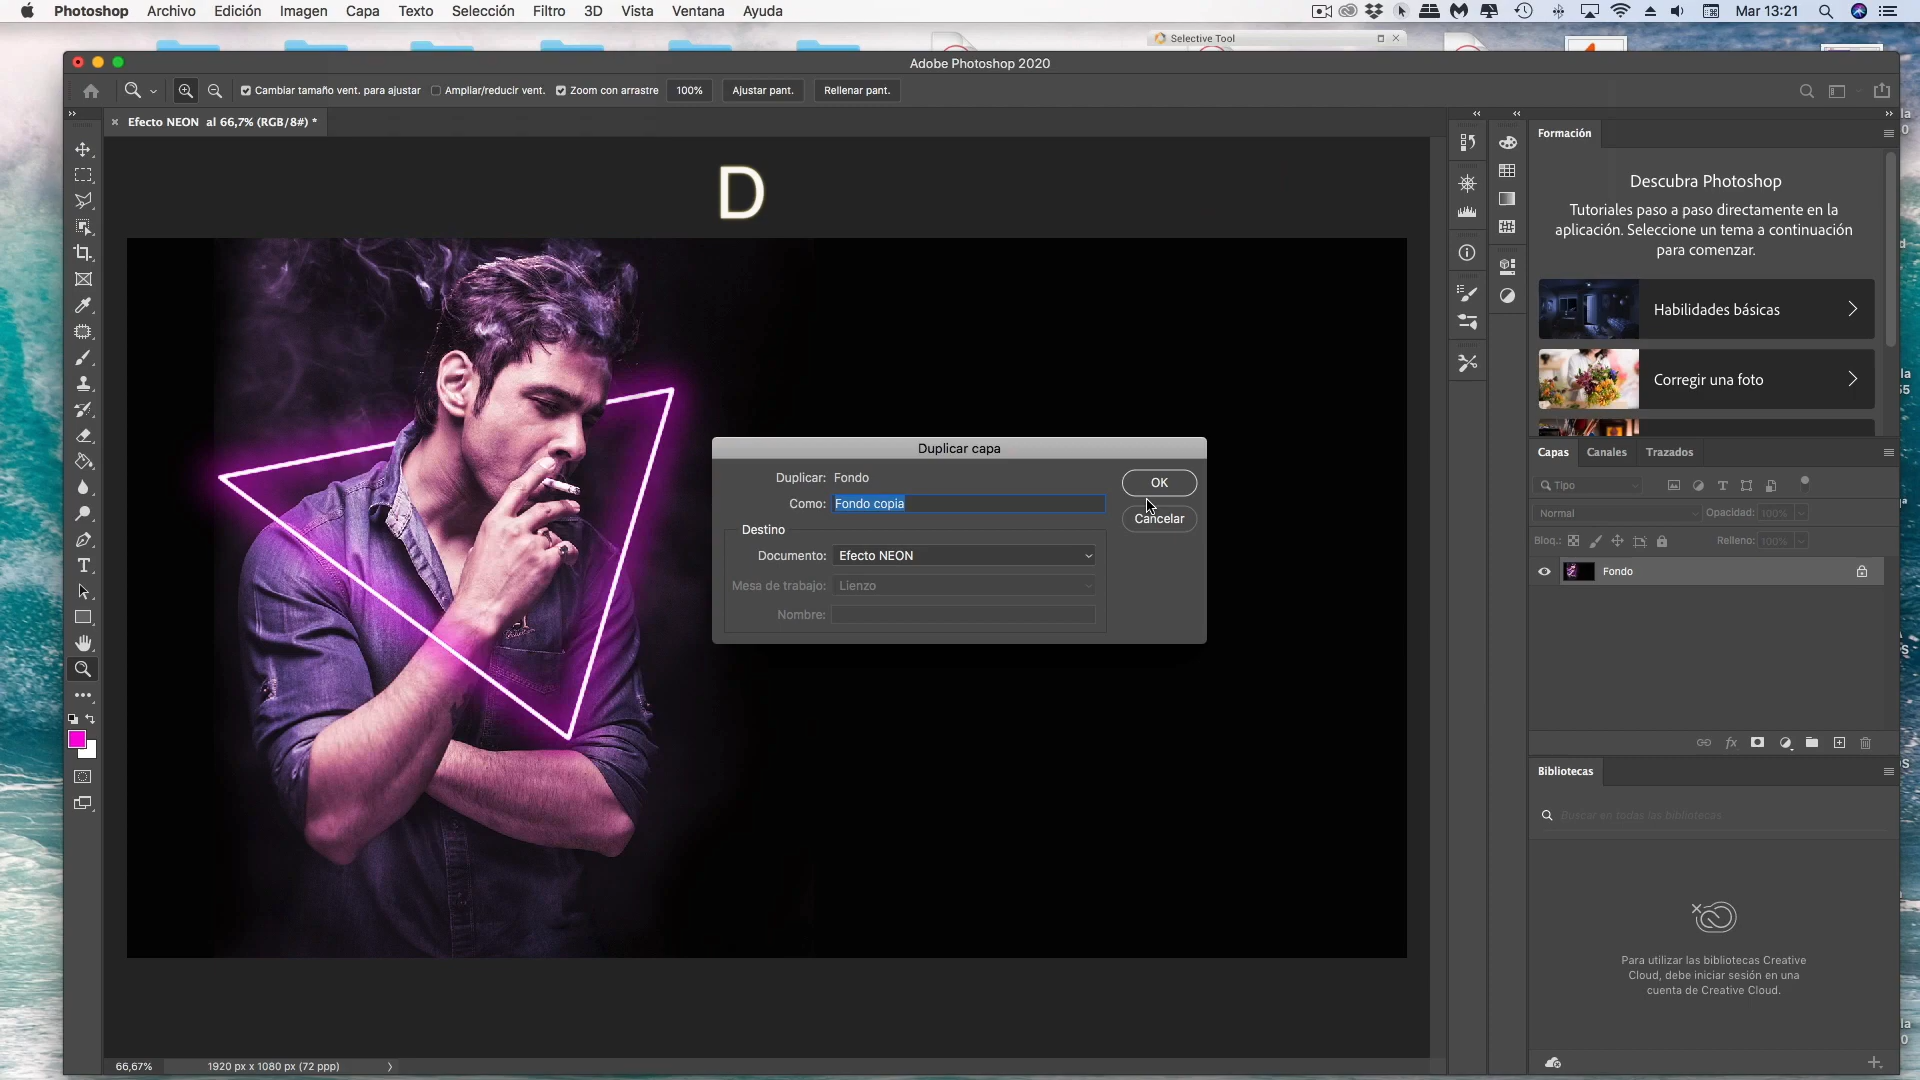 Photoshop Archivo Edición Imagen Capa Texto Selección Filtro 3D Vista Ventana Ayuda
Mar 13:21
Selective Tool
Adobe Photoshop 2020
Cambiar tamaño vent. para ajustar
Ampliar/reducir vent.
Zoom con arrastre
100%
Ajustar pant.
Rellenar pant.
Efecto NEON al 66,7% (RGB/8#) *
D
Formación
Descubra Photoshop
Tutoriales paso a paso directamente en la
aplicación. Seleccione un tema a continuación
para comenzar.
Habilidades básicas
Corregir una foto
Duplicar capa
Duplicar: Fondo
Como: Fondo copia
Destino
Documento: Efecto NEON
Mesa de trabajo: Lienzo
Nombre:
OK
Cancelar
Capas Canales Trazados
Tipo
Normal
Opacidad: 100%
Bloq.:
Relleno: 100%
Fondo
Bibliotecas
Buscar en todas las bibliotecas
Para utilizar las bibliotecas Creative
Cloud, debe iniciar sesión en una
cuenta de Creative Cloud.
66,67%
1920 px x 1080 px (72 ppp)